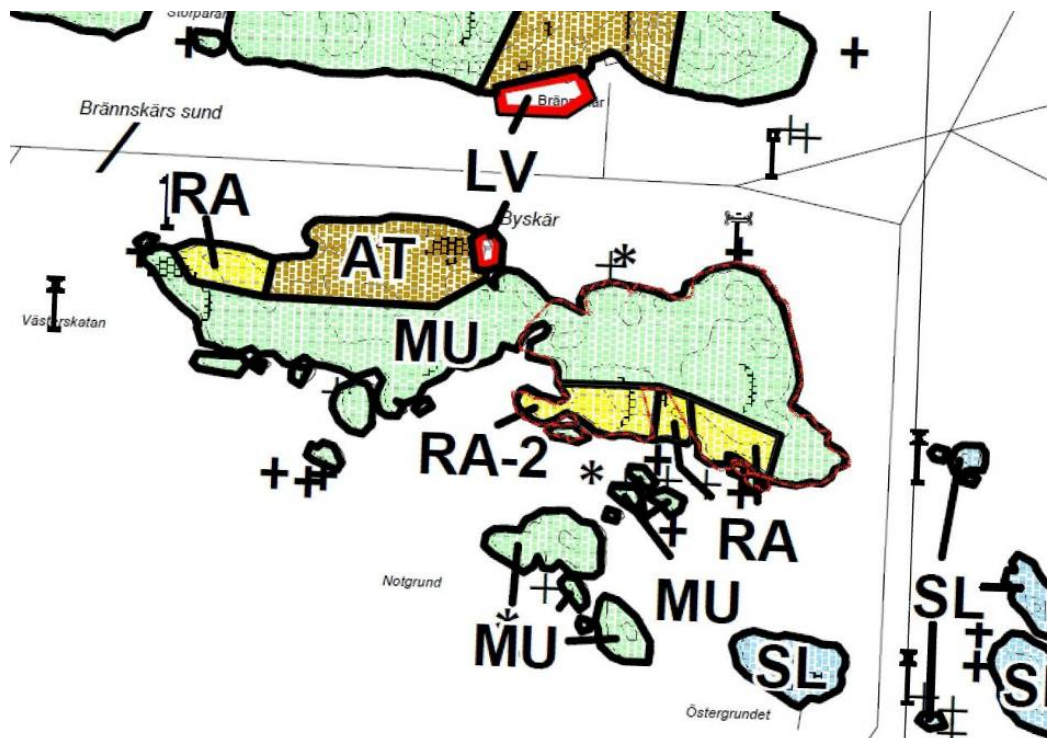 Brännskärs sund
LV
RA
Byskär
AT
MU
Västerskatan
RA-2
RA
Notgrund
MU
MU
SL
SL
Östergrundet